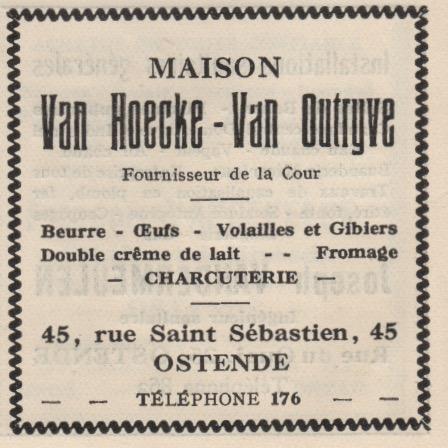 MAISON
Van Hoecke - Van Outryve
Fournisseur de la Cour
Beurre - Œufs - Volailles et Gibiers
Double crême de lait - - Fromage
— CHARCUTERIE —
45, rue Saint Sébastien, 45
OSTENDE
— — TÉLÉPHONE 176 — —